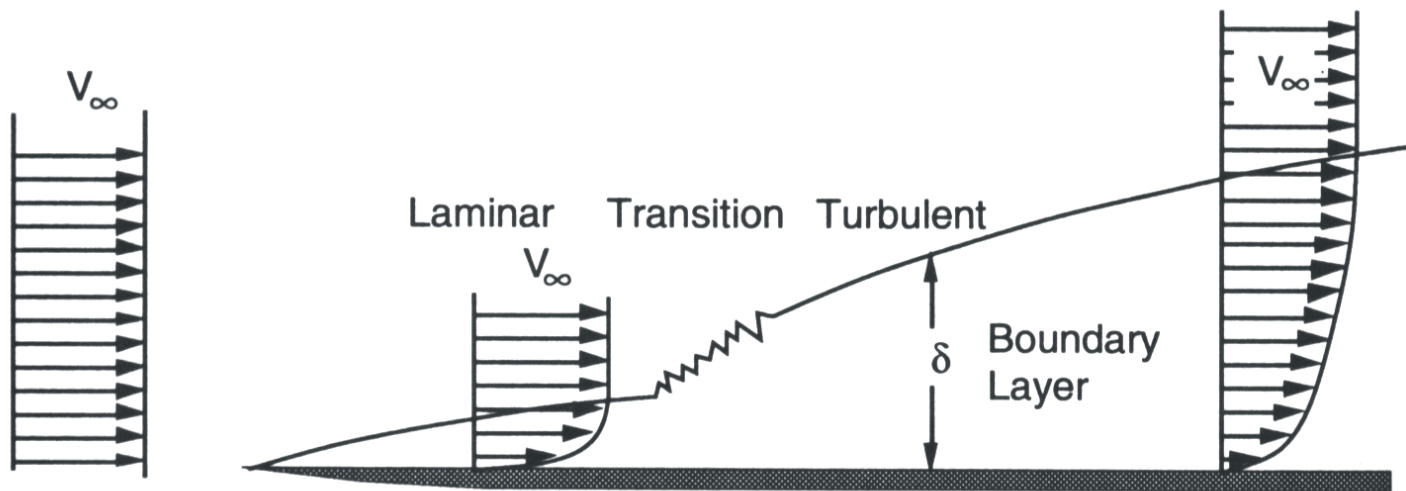 V∞
V∞
Laminar Transition Turbulent
V∞
δ
Boundary
Layer